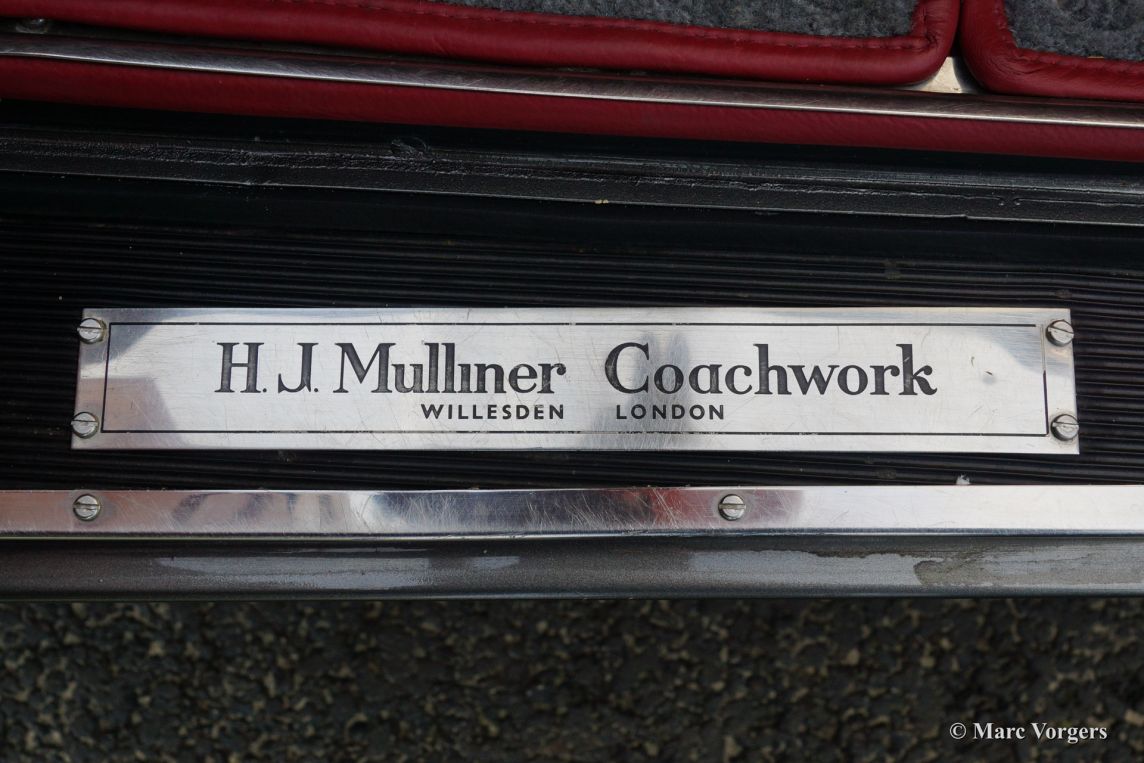 H. J. Mulliner Coachwork
WILLESDEN LONDON
© Marc Vorgers